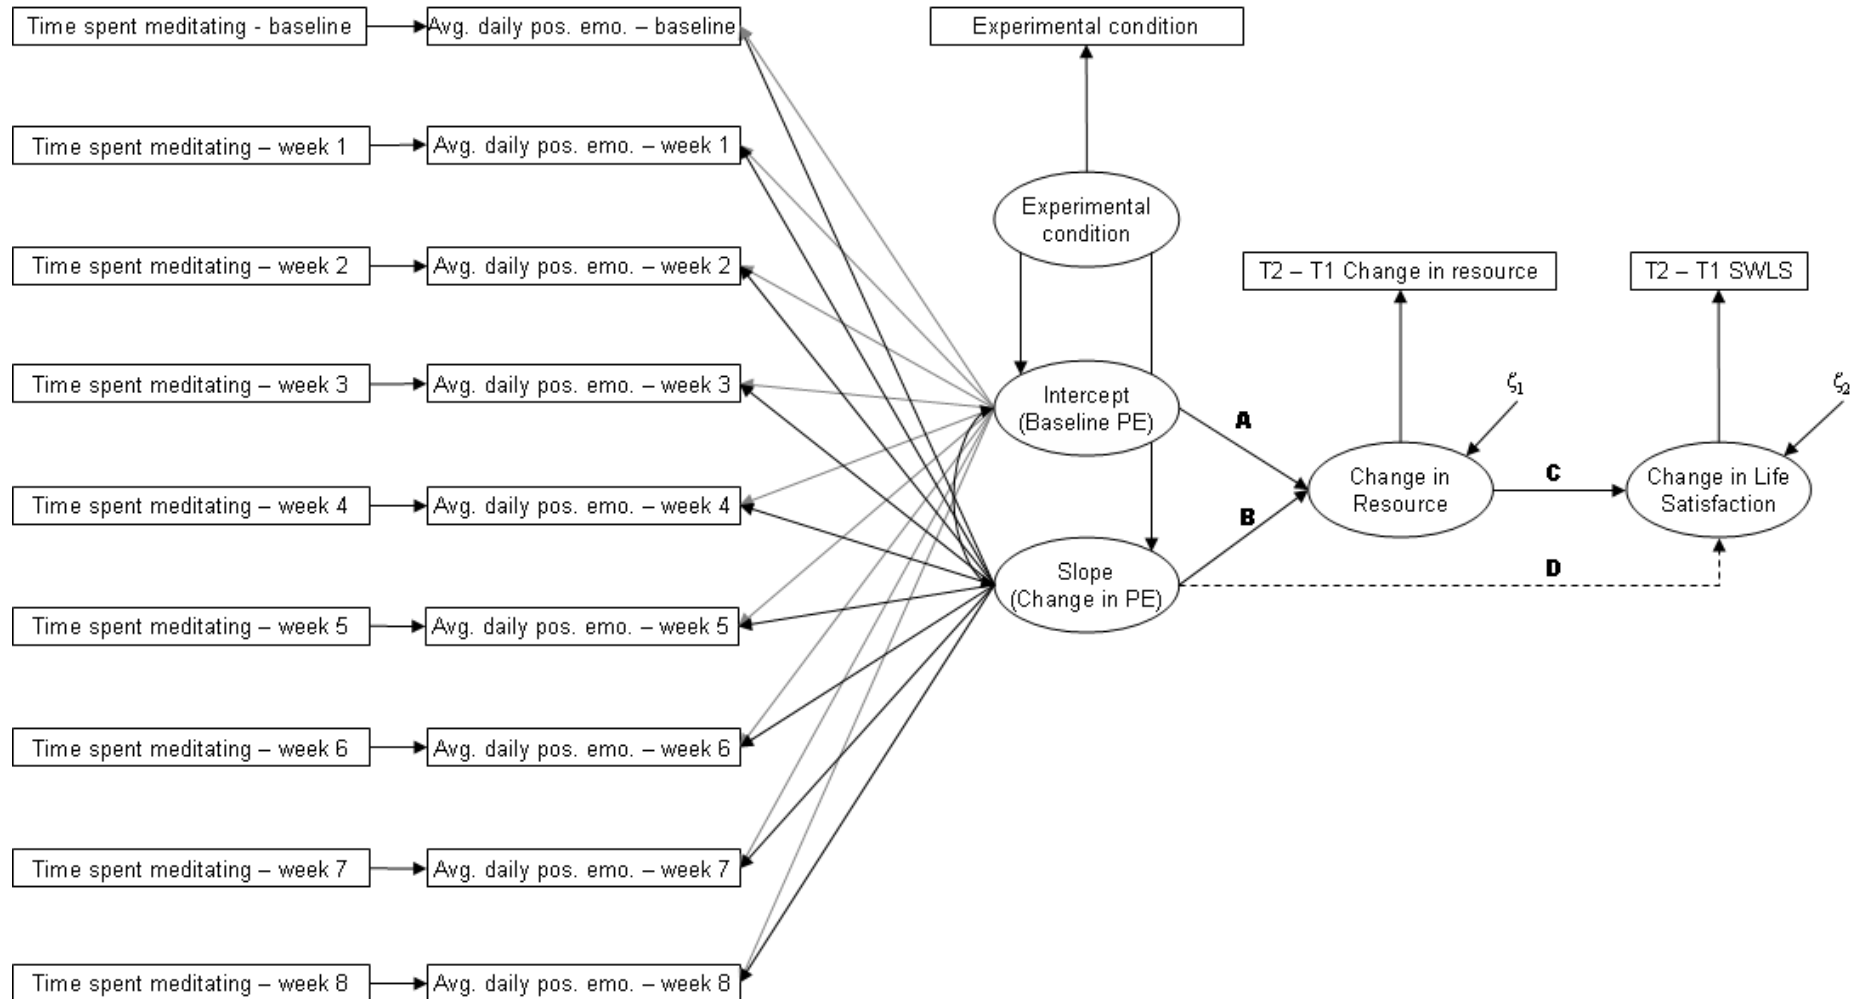 Time spent meditating - baseline
Avg. daily pos. emo. – baseline
Experimental condition
Time spent meditating – week 1
Avg. daily pos. emo. – week 1
Experimental
condition
Time spent meditating – week 2
Avg. daily pos. emo. – week 2
T2 – T1 Change in resource
T2 – T1 SWLS
Time spent meditating – week 3
Avg. daily pos. emo. – week 3
Intercept
(Baseline PE)
A
ζ1
ζ2
Time spent meditating – week 4
Avg. daily pos. emo. – week 4
Change in
Resource
C
Change in Life
Satisfaction
B
Slope
(Change in PE)
D
Time spent meditating – week 5
Avg. daily pos. emo. – week 5
Time spent meditating – week 6
Avg. daily pos. emo. – week 6
Time spent meditating – week 7
Avg. daily pos. emo. – week 7
Time spent meditating – week 8
Avg. daily pos. emo. – week 8